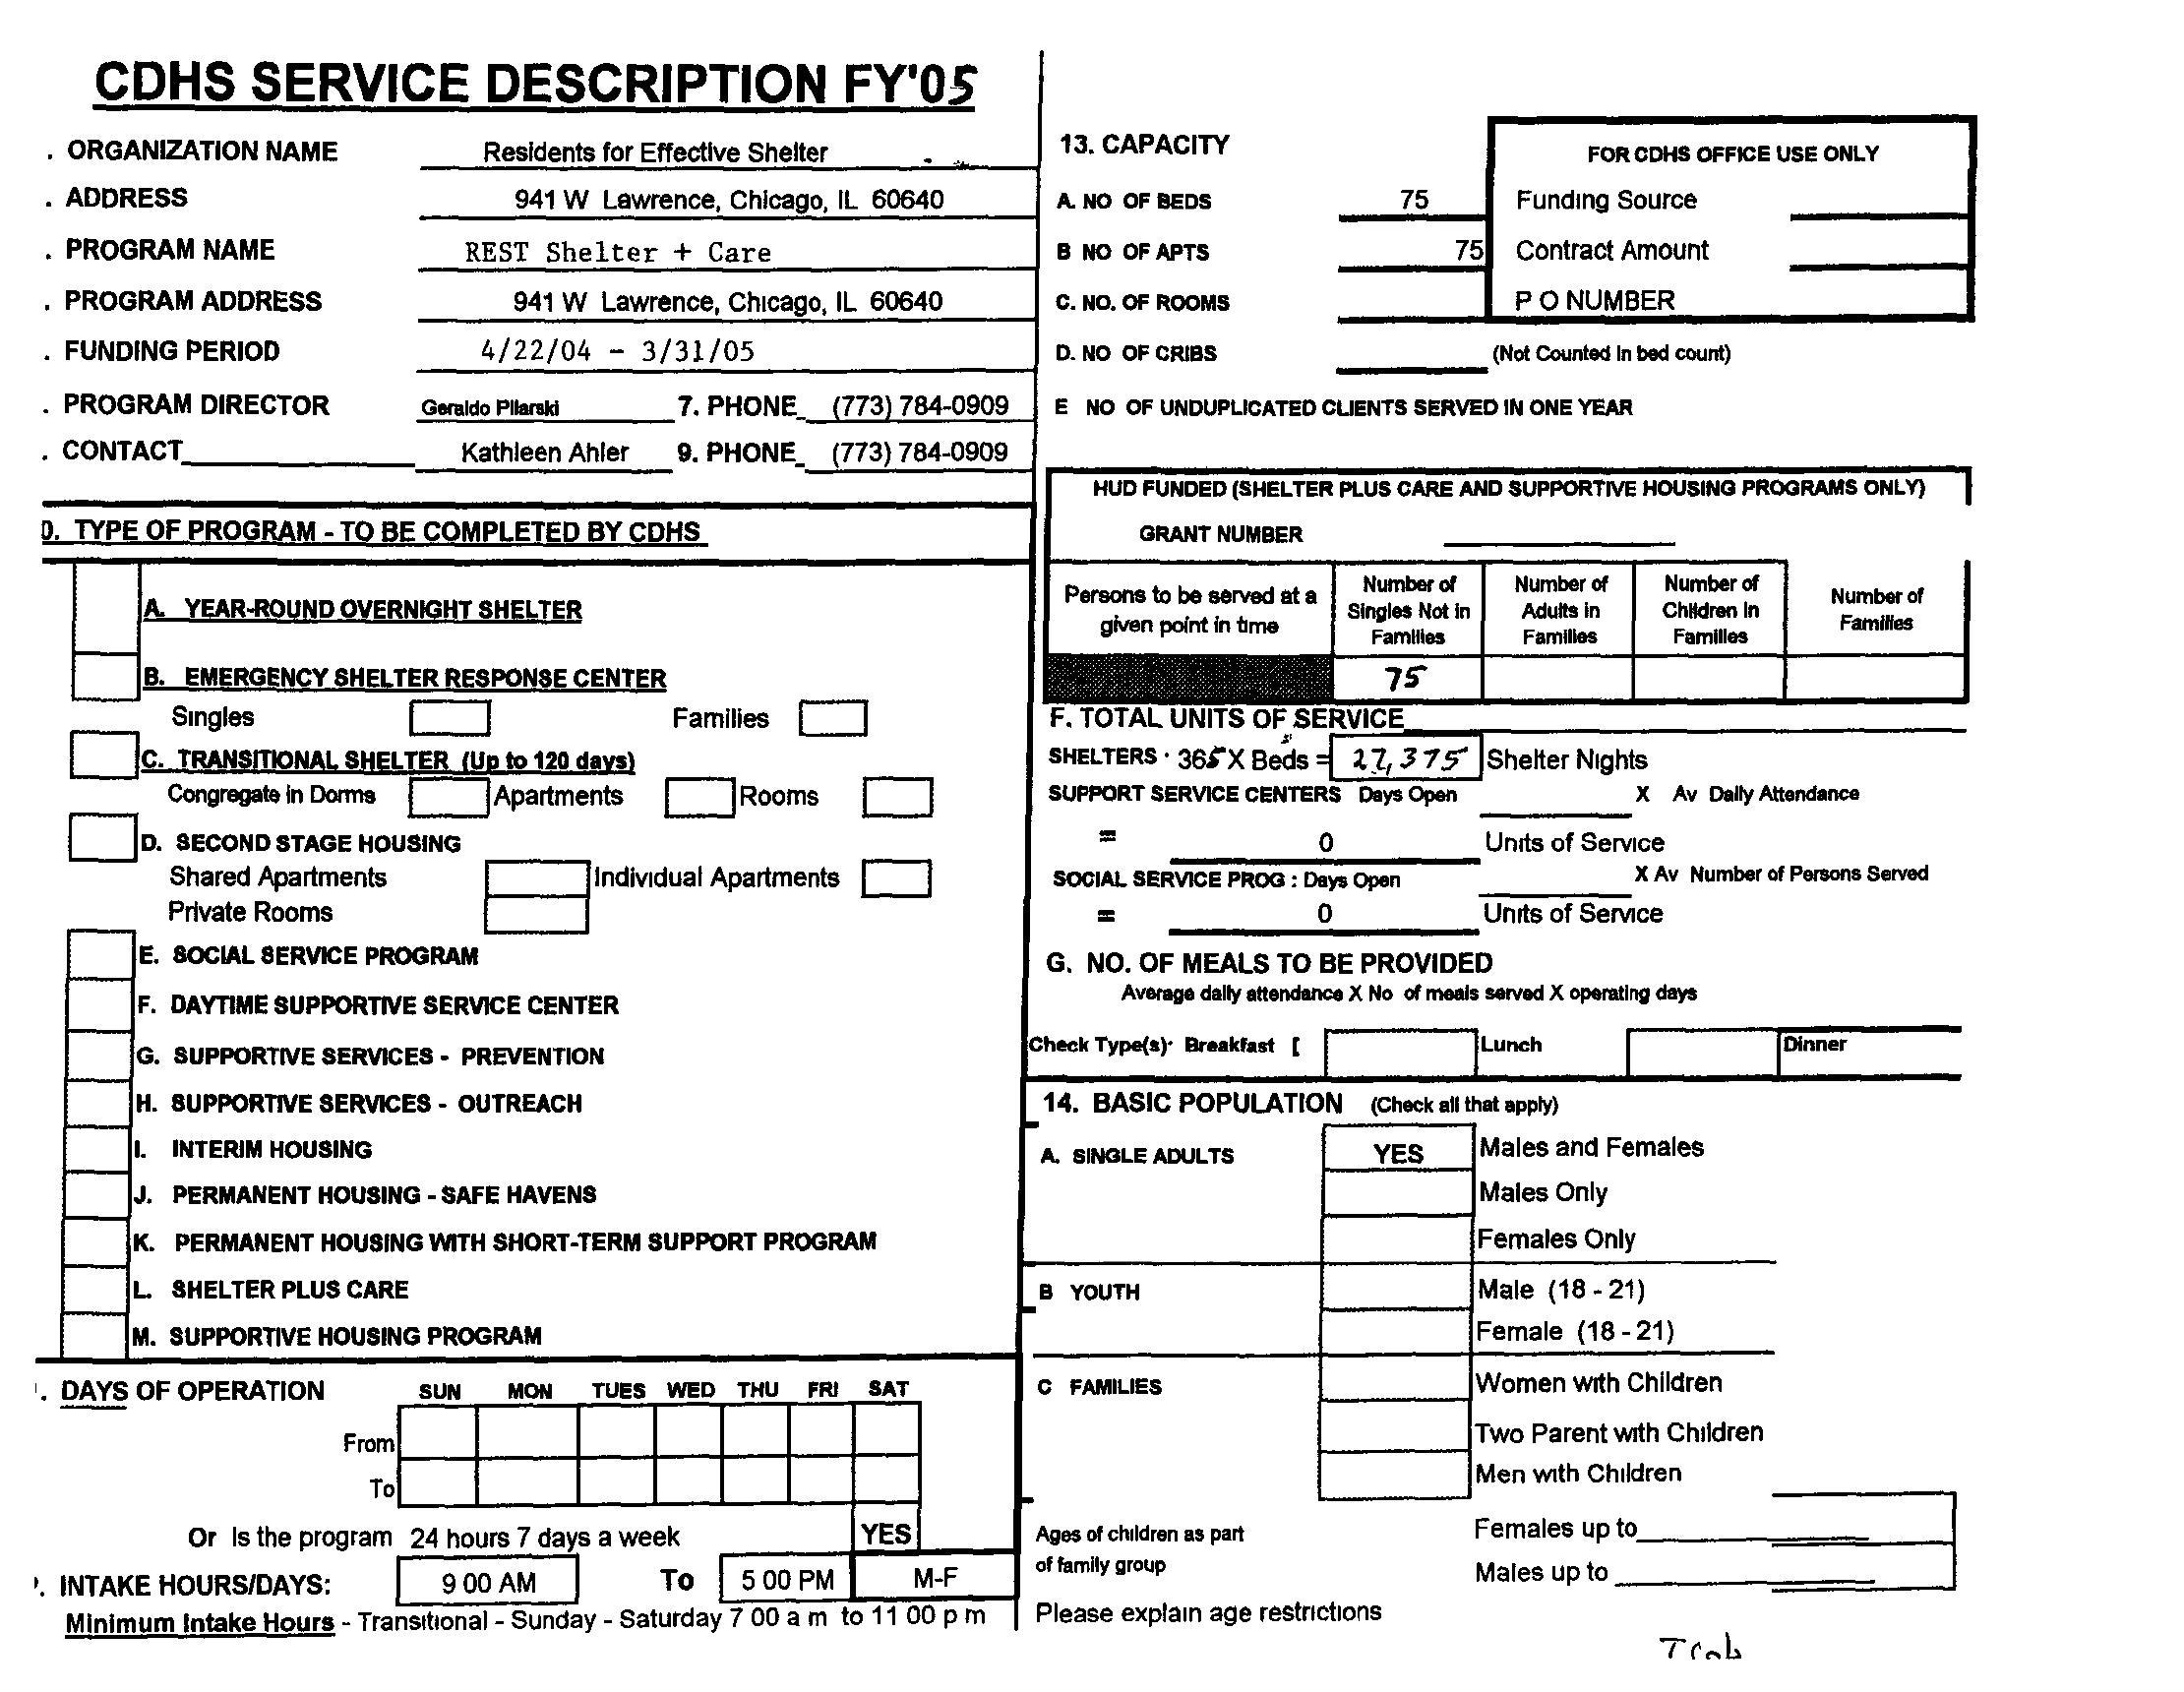 CDHS SERVICE DESCRIPTION FY'05
. ORGANIZATION NAME Residents for Effective Shelter
. ADDRESS 941 W Lawrence, Chicago, IL 60640
. PROGRAM NAME REST Shelter + Care
. PROGRAM ADDRESS 941 W Lawrence, Chicago, IL 60640
. FUNDING PERIOD 4/22/04 - 3/31/05
. PROGRAM DIRECTOR Geraldo Pilarski 7. PHONE (773) 784-0909
. CONTACT Kathleen Ahler 9. PHONE (773) 784-0909
0. TYPE OF PROGRAM - TO BE COMPLETED BY CDHS
A. YEAR-ROUND OVERNIGHT SHELTER
B. EMERGENCY SHELTER RESPONSE CENTER
Singles Families
C. TRANSITIONAL SHELTER (Up to 120 days)
Congregate in Dorms Apartments Rooms
D. SECOND STAGE HOUSING
Shared Apartments Individual Apartments
Private Rooms
E. SOCIAL SERVICE PROGRAM
F. DAYTIME SUPPORTIVE SERVICE CENTER
G. SUPPORTIVE SERVICES - PREVENTION
H. SUPPORTIVE SERVICES - OUTREACH
I. INTERIM HOUSING
J. PERMANENT HOUSING - SAFE HAVENS
K. PERMANENT HOUSING WITH SHORT-TERM SUPPORT PROGRAM
L. SHELTER PLUS CARE
M. SUPPORTIVE HOUSING PROGRAM
. DAYS OF OPERATION SUN MON TUES WED THU FRI SAT
From
To
Or Is the program 24 hours 7 days a week YES
. INTAKE HOURS/DAYS: 9 00 AM To 5 00 PM M-F
Minimum Intake Hours - Transitional - Sunday - Saturday 7 00 a m to 11 00 p m
13. CAPACITY
FOR CDHS OFFICE USE ONLY
A. NO OF BEDS 75 Funding Source
B NO OF APTS 75 Contract Amount
C. NO. OF ROOMS P O NUMBER
D. NO OF CRIBS (Not Counted in bed count)
E NO OF UNDUPLICATED CLIENTS SERVED IN ONE YEAR
HUD FUNDED (SHELTER PLUS CARE AND SUPPORTIVE HOUSING PROGRAMS ONLY)
GRANT NUMBER
Persons to be served at a given point in time
Number of Singles Not in Families
Number of Adults in Families
Number of Children in Families
Number of Families
75
F. TOTAL UNITS OF SERVICE
SHELTERS · 365 X Beds = 27,375 Shelter Nights
SUPPORT SERVICE CENTERS Days Open X Av Daily Attendance
= 0 Units of Service
SOCIAL SERVICE PROG : Days Open X Av Number of Persons Served
= 0 Units of Service
G. NO. OF MEALS TO BE PROVIDED
Average daily attendance X No of meals served X operating days
Check Type(s)· Breakfast [ Lunch Dinner
14. BASIC POPULATION (Check all that apply)
A. SINGLE ADULTS YES Males and Females
Males Only
Females Only
B YOUTH Male (18 - 21)
Female (18 - 21)
C FAMILIES Women with Children
Two Parent with Children
Men with Children
Ages of children as part Females up to
of family group Males up to
Please explain age restrictions